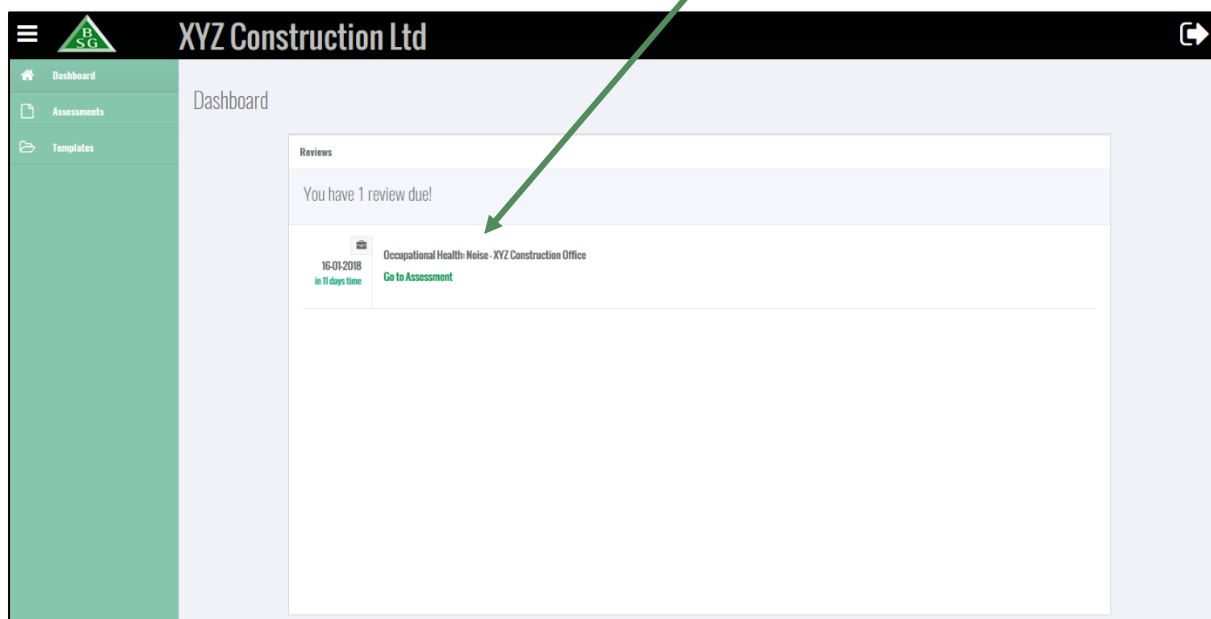 B
SG
XYZ Construction Ltd
Dashboard
Assessments
Templates
Dashboard
Reviews
You have 1 review due!
16-01-2018
in 11 days time
Occupational Health: Noise - XYZ Construction Office
Go to Assessment